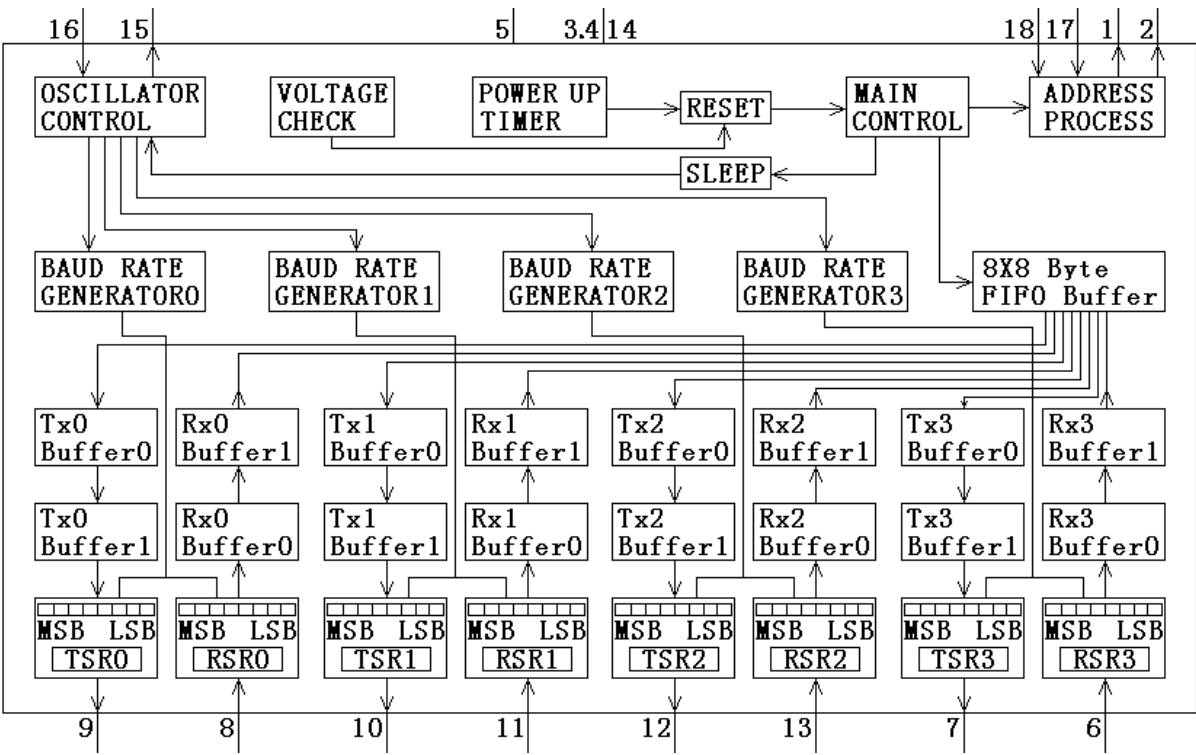 16 15 5 3.4 14 18 17 1 2
OSCILLATOR
CONTROL
VOLTAGE
CHECK
POWER UP
TIMER
RESET
MAIN
CONTROL
ADDRESS
PROCESS
SLEEP
BAUD RATE
GENERATOR0
BAUD RATE
GENERATOR1
BAUD RATE
GENERATOR2
BAUD RATE
GENERATOR3
8X8 Byte
FIFO Buffer
Tx0
Buffer0
Rx0
Buffer1
Tx1
Buffer0
Rx1
Buffer1
Tx2
Buffer0
Rx2
Buffer1
Tx3
Buffer0
Rx3
Buffer1
Tx0
Buffer1
Rx0
Buffer0
Tx1
Buffer1
Rx1
Buffer0
Tx2
Buffer1
Rx2
Buffer0
Tx3
Buffer1
Rx3
Buffer0
MSB LSB
TSR0
MSB LSB
RSR0
MSB LSB
TSR1
MSB LSB
RSR1
MSB LSB
TSR2
MSB LSB
RSR2
MSB LSB
TSR3
MSB LSB
RSR3
9 8 10 11 12 13 7 6